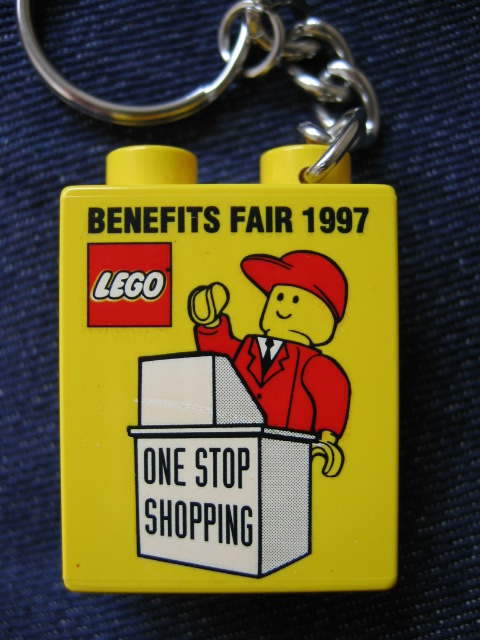 BENEFITS FAIR 1997
LEGO
ONE STOP
SHOPPING